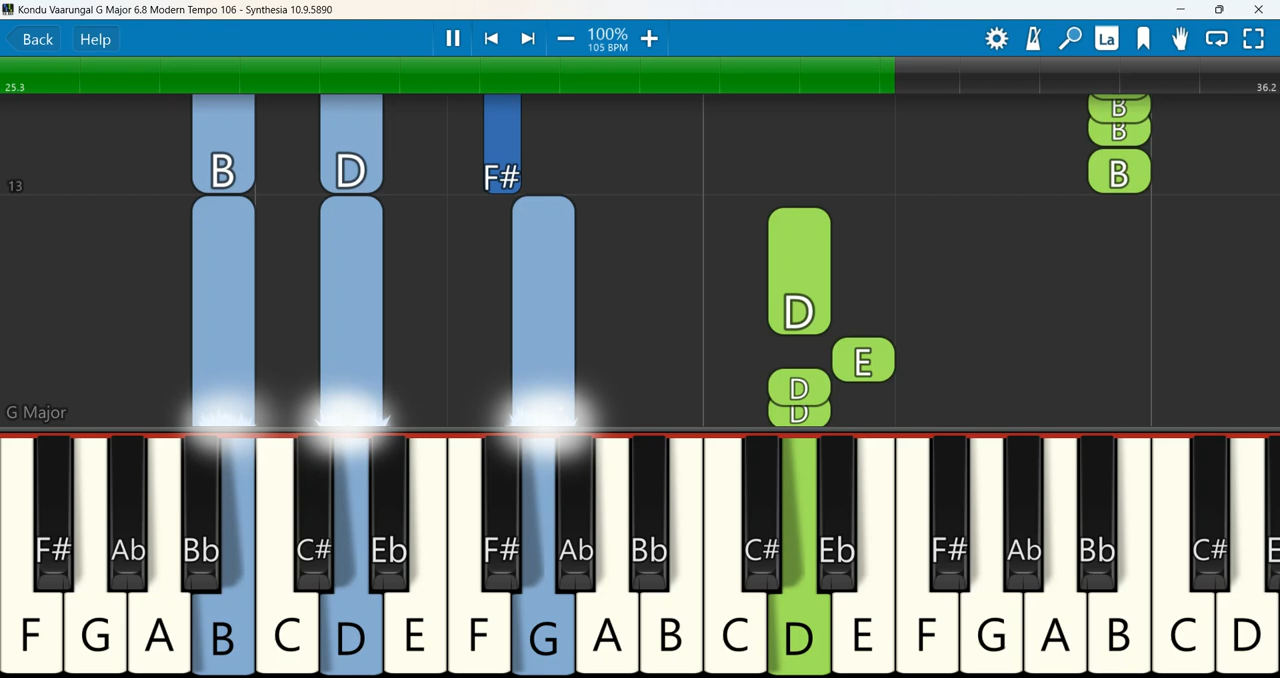 Kondu Vaarungal G Major 6.8 Modern Tempo 106 - Synthesia 10.9.5890
Back Help 100% La
105 BPM
25.3 36.2
B
B
B D F# B
13
D
E
D
D
G Major
F# Ab Bb C# Eb F# Ab Bb C# Eb F# Ab Bb C#
F G A B C D E F G A B C D E F G A B C D